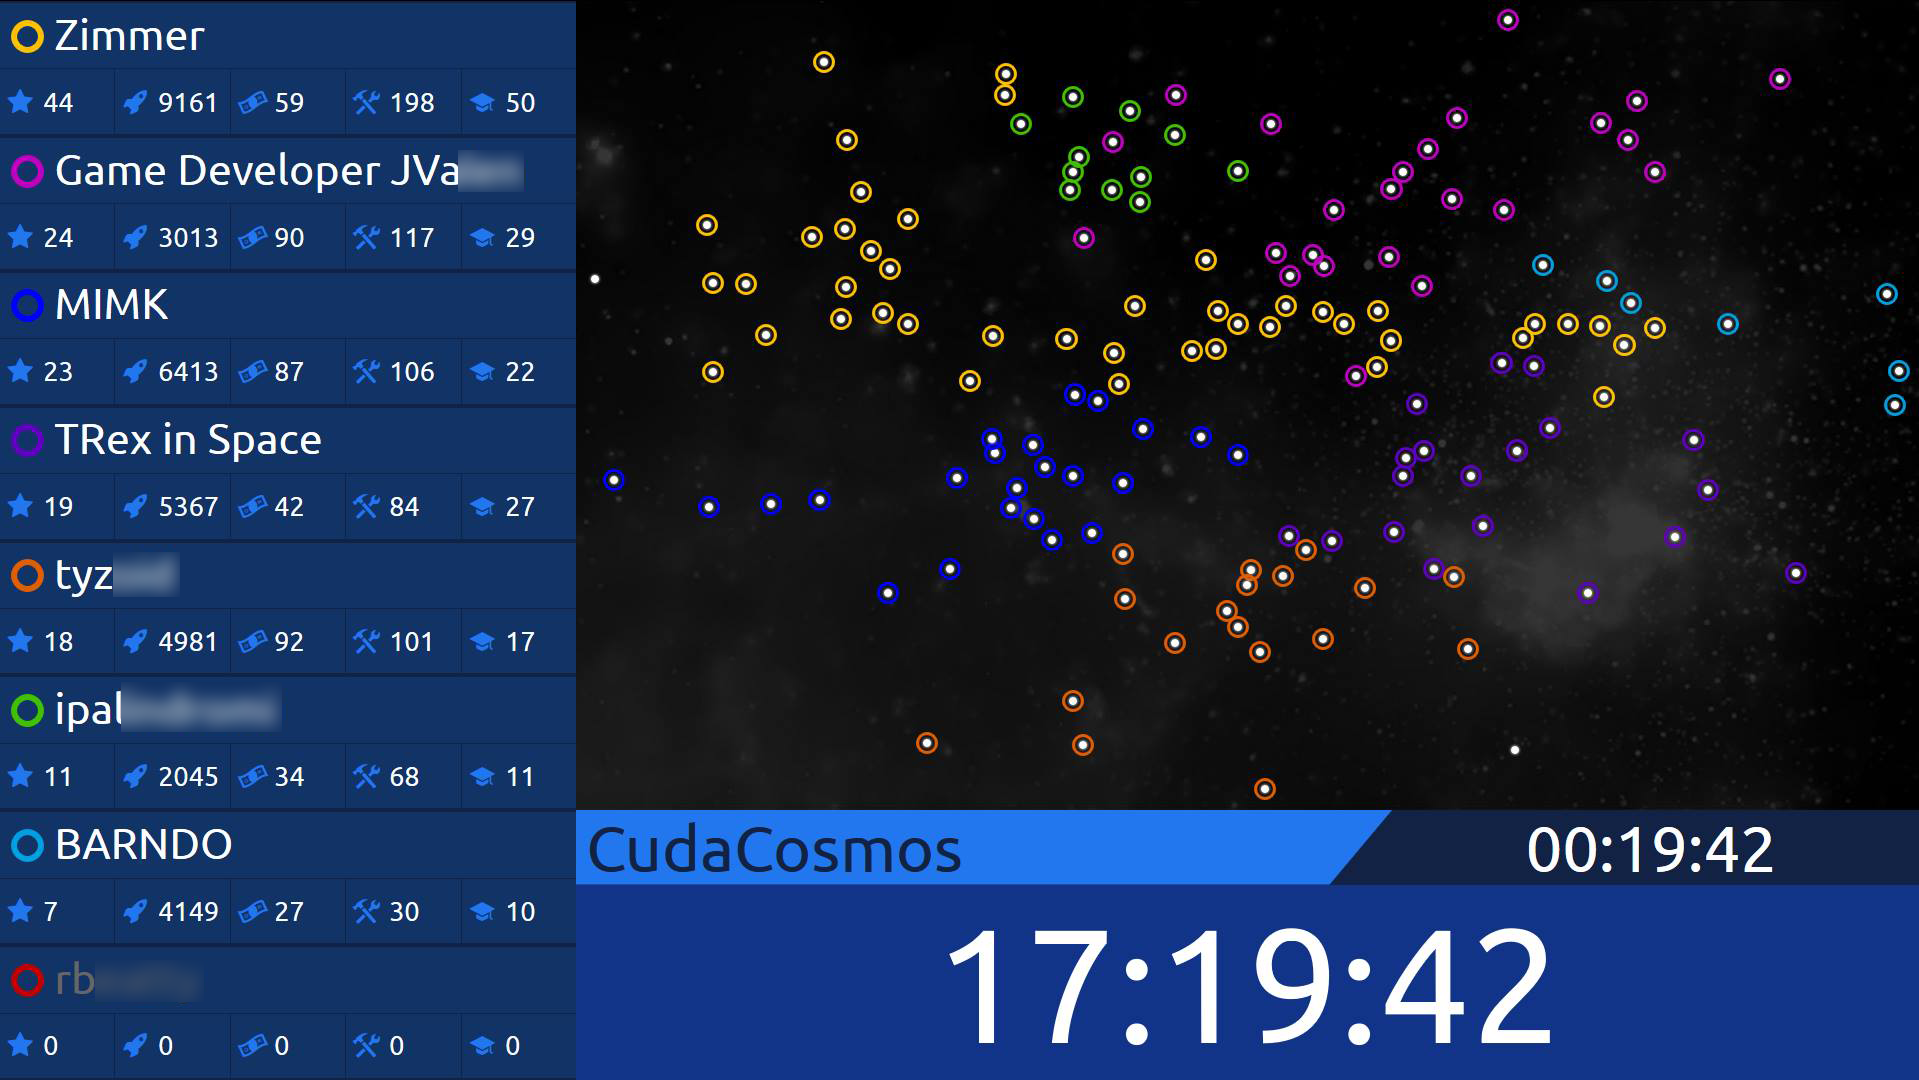 Zimmer
44 9161 59 198 50
Game Developer JVa
24 3013 90 117 29
MIMK
23 6413 87 106 22
TRex in Space
19 5367 42 84 27
tyz
18 4981 92 101 17
ipal
11 2045 34 68 11
BARNDO
7 4149 27 30 10
rb
0 0 0 0 0
CudaCosmos
00:19:42
17:19:42